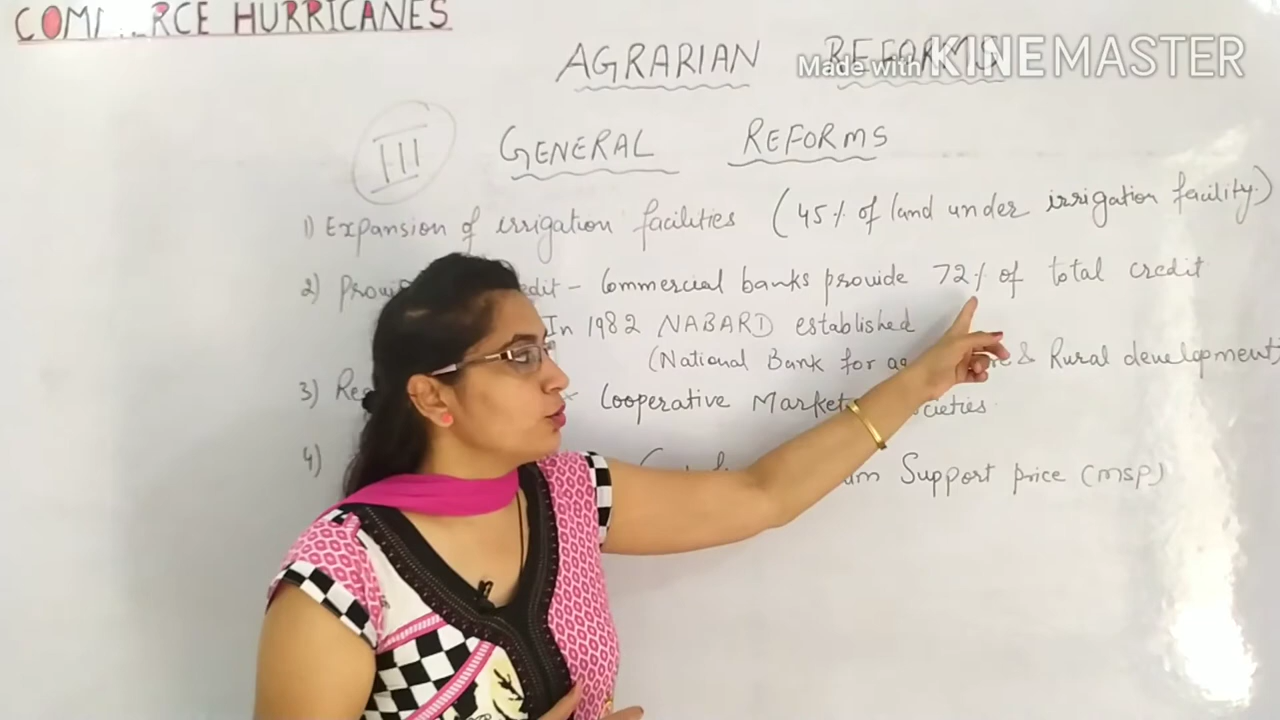 COMM RCE HURRICANES
AGRARIAN REFORMS
Made with KINEMASTER
III GENERAL REFORMS
1) Expansion of irrigation facilities (45% of land under irrigation facility.)
2) Commercial banks provide 72% of total credit
In 1982 NABARD established
(National Bank for & Rural development)
3) Cooperative
4) Support price (MSP)